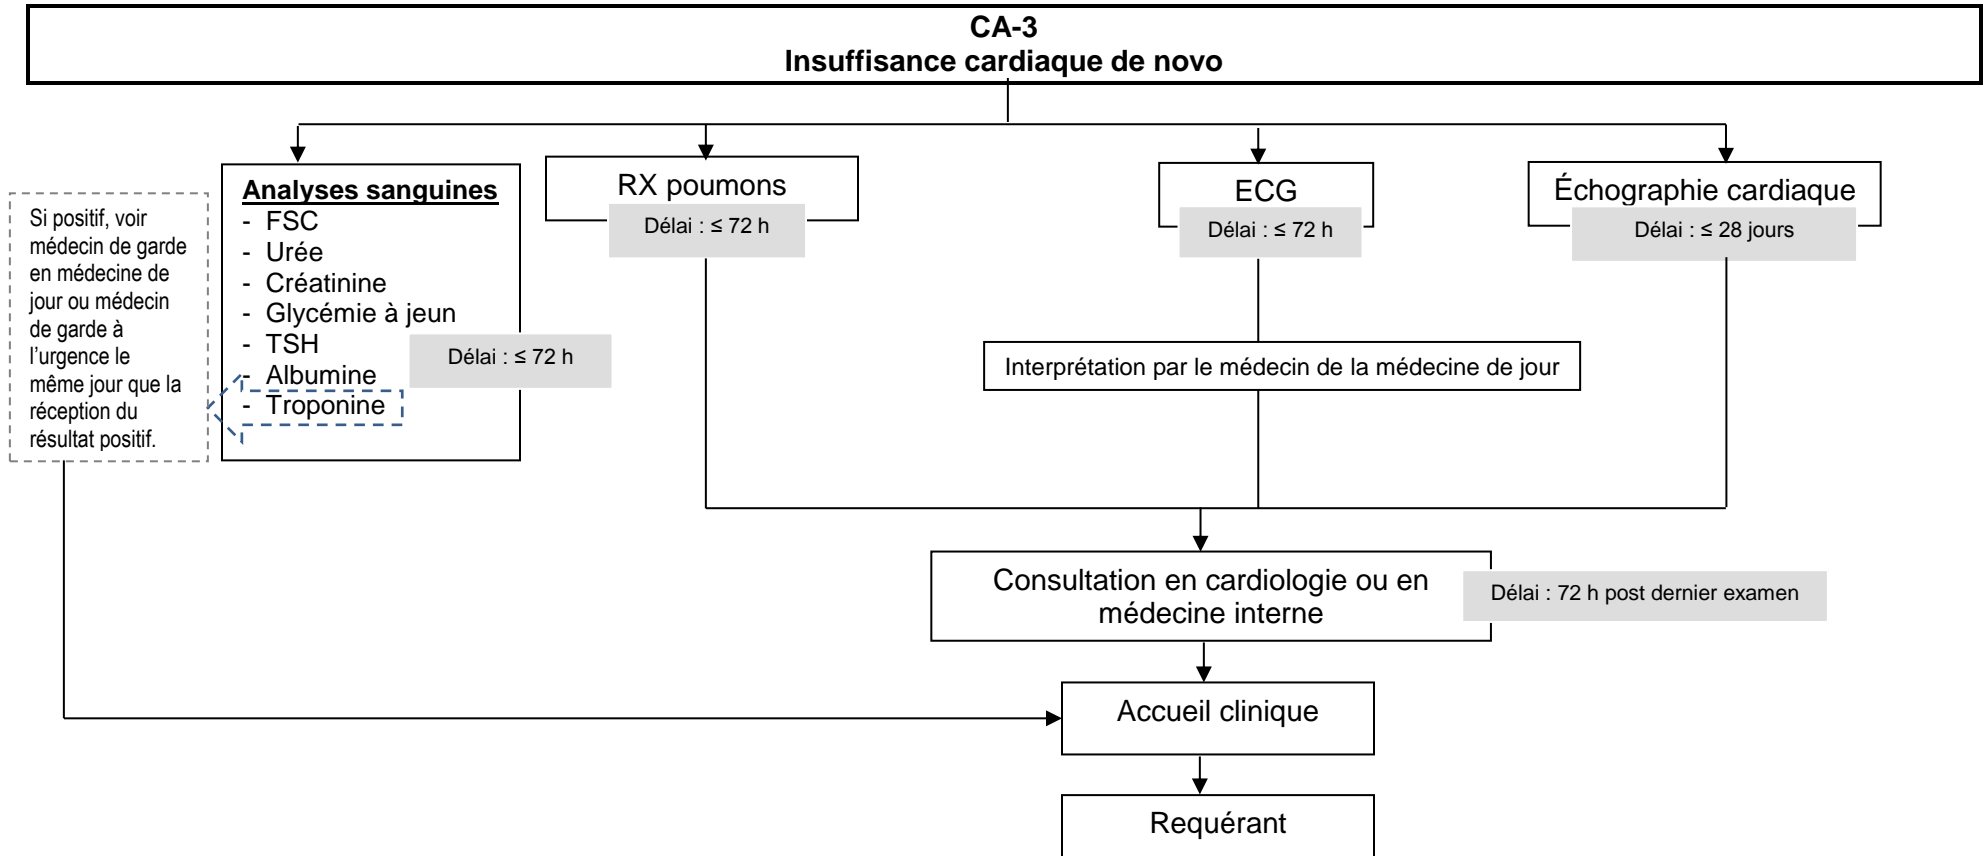 CA-3
Insuffisance cardiaque de novo
Si positif, voir
médecin de garde
en médecine de
jour ou médecin
de garde à
l’urgence le
même jour que la
réception du
résultat positif.
Analyses sanguines
- FSC
- Urée
- Créatinine
- Glycémie à jeun
- TSH
- Albumine
- Troponine
Délai : ≤ 72 h
RX poumons
Délai : ≤ 72 h
ECG
Délai : ≤ 72 h
Échographie cardiaque
Délai : ≤ 28 jours
Interprétation par le médecin de la médecine de jour
Consultation en cardiologie ou en
médecine interne
Délai : 72 h post dernier examen
Accueil clinique
Requérant